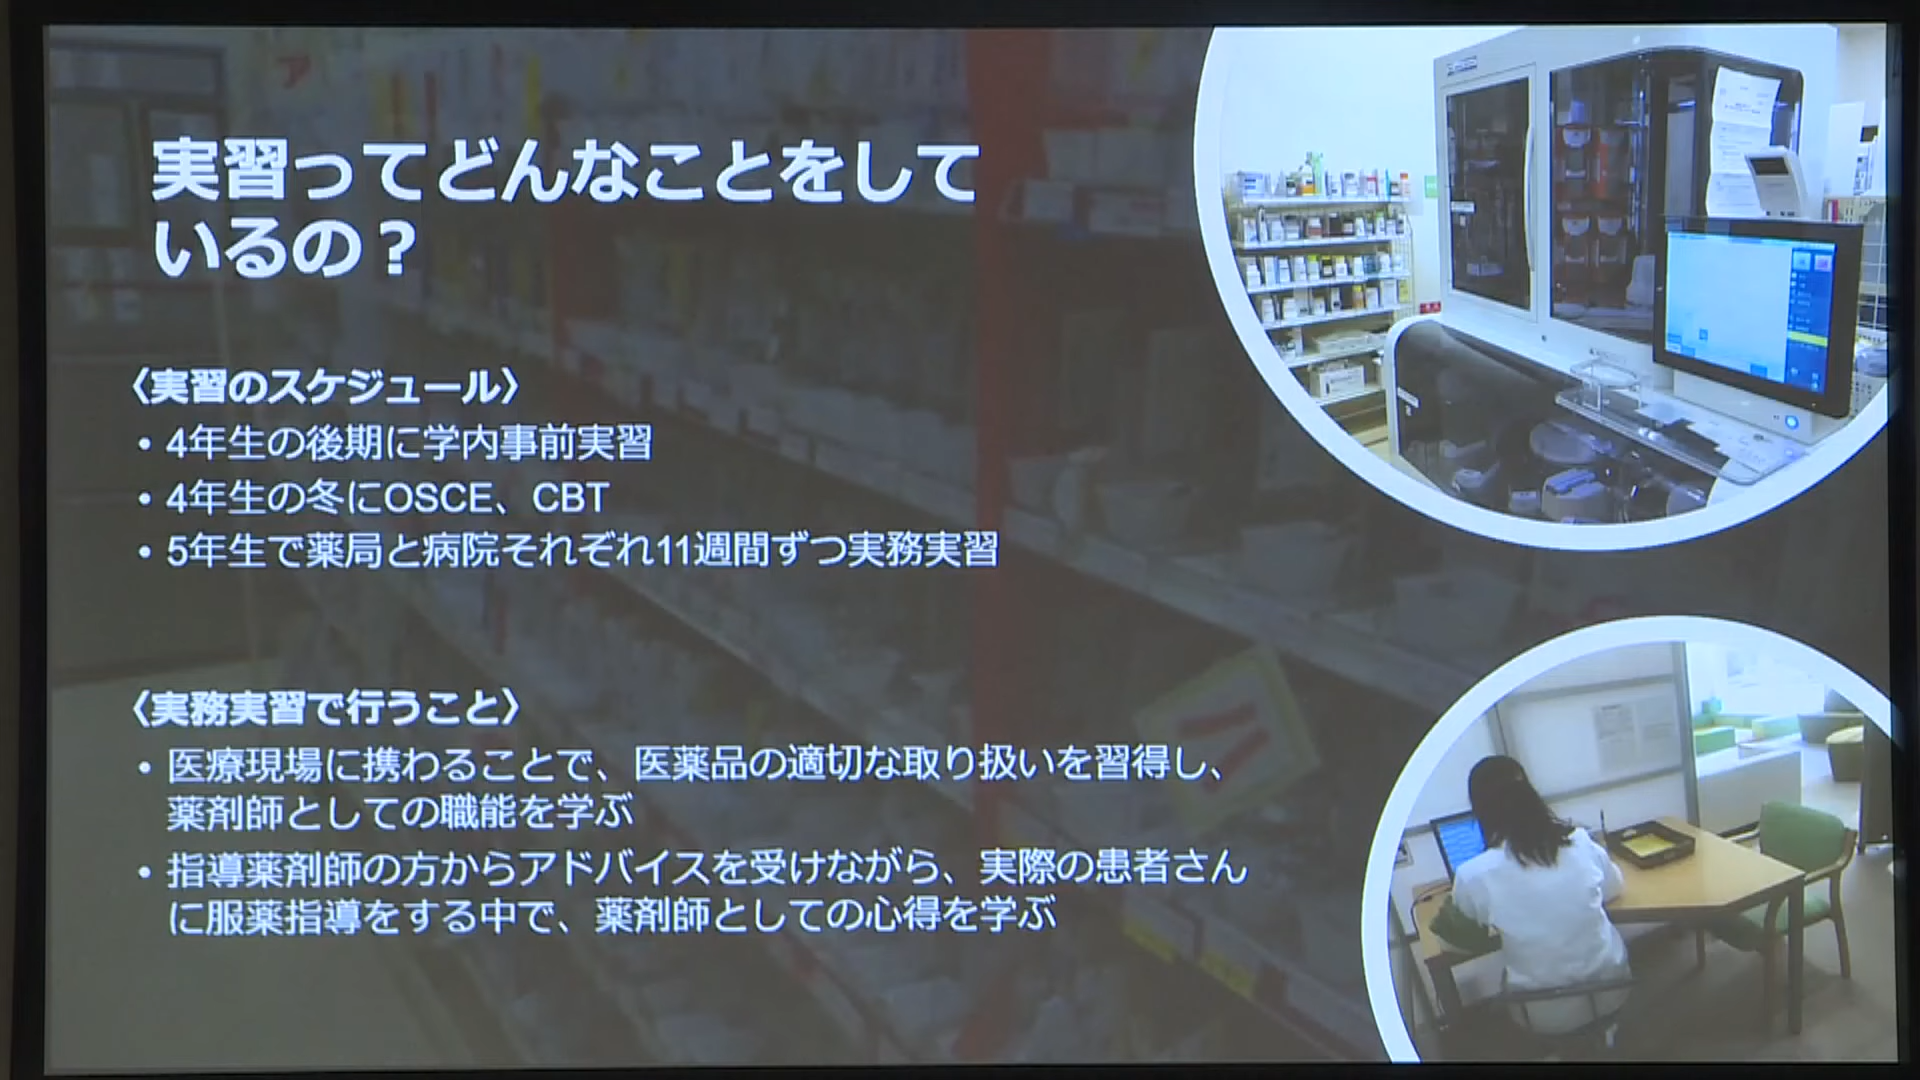 実習ってどんなことをして
いるの？
〈実習のスケジュール〉
• 4年生の後期に学内事前実習
• 4年生の冬にOSCE、CBT
• 5年生で薬局と病院それぞれ11週間ずつ実務実習
〈実務実習で行うこと〉
• 医療現場に携わることで、医薬品の適切な取り扱いを習得し、
薬剤師としての職能を学ぶ
• 指導薬剤師の方からアドバイスを受けながら、実際の患者さん
に服薬指導をする中で、薬剤師としての心得を学ぶ
ア